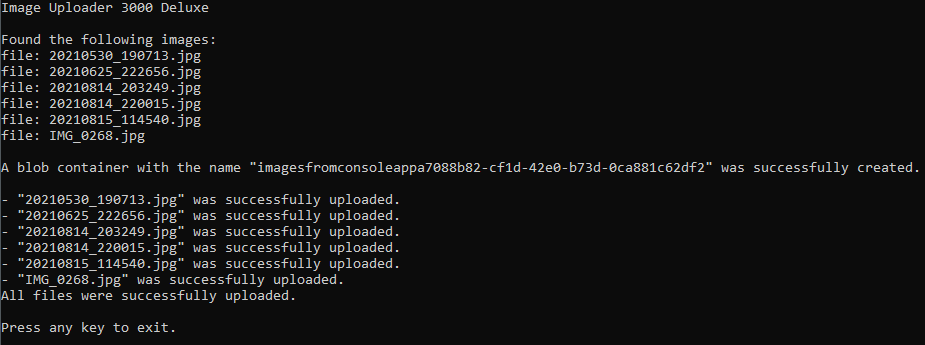 Image Uploader 3000 Deluxe
Found the following images:
file: 20210530_190713.jpg
file: 20210625_222656.jpg
file: 20210814_203249.jpg
file: 20210814_220015.jpg
file: 20210815_114540.jpg
file: IMG_0268.jpg
A blob container with the name "imagesfromconsoleappa7088b82-cf1d-42e0-b73d-0ca881c62df2" was successfully created.
- "20210530_190713.jpg" was successfully uploaded.
- "20210625_222656.jpg" was successfully uploaded.
- "20210814_203249.jpg" was successfully uploaded.
- "20210814_220015.jpg" was successfully uploaded.
- "20210815_114540.jpg" was successfully uploaded.
- "IMG_0268.jpg" was successfully uploaded.
All files were successfully uploaded.
Press any key to exit.